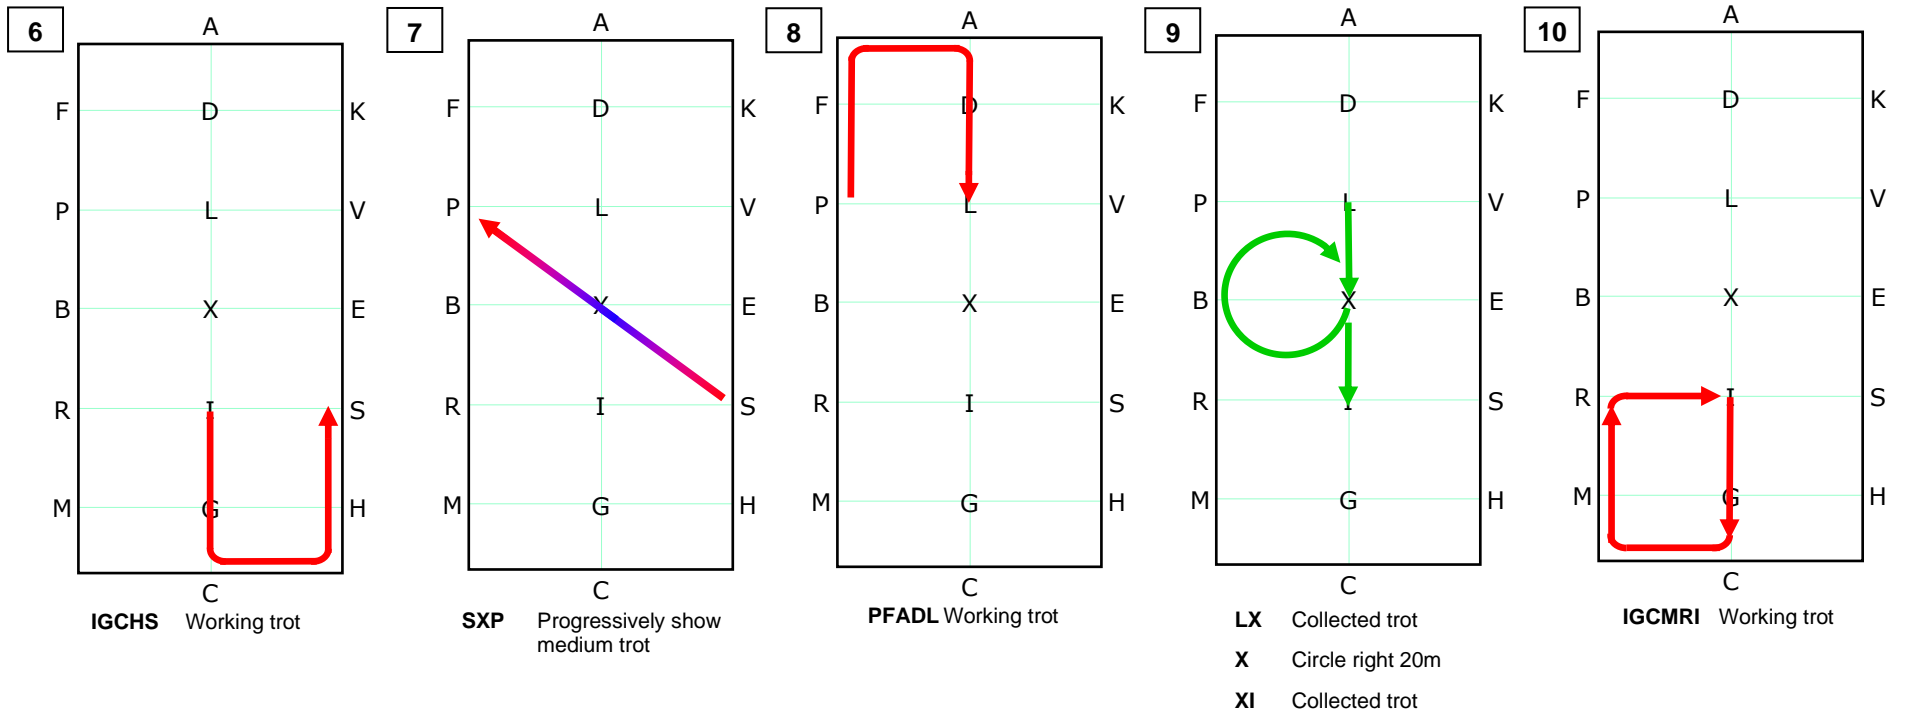 6
A
F D K
P L V
B X E
R I S
M G H
C
IGCHS Working trot
7
A
F D K
P L V
B X E
R I S
M G H
C
SXP Progressively show
medium trot
8
A
F D K
P L V
B X E
R I S
M G H
C
PFADL Working trot
9
A
F D K
P L V
B X E
R I S
M G H
C
LX Collected trot
X Circle right 20m
XI Collected trot
10
A
F D K
P L V
B X E
R I S
M G H
C
IGCMRI Working trot